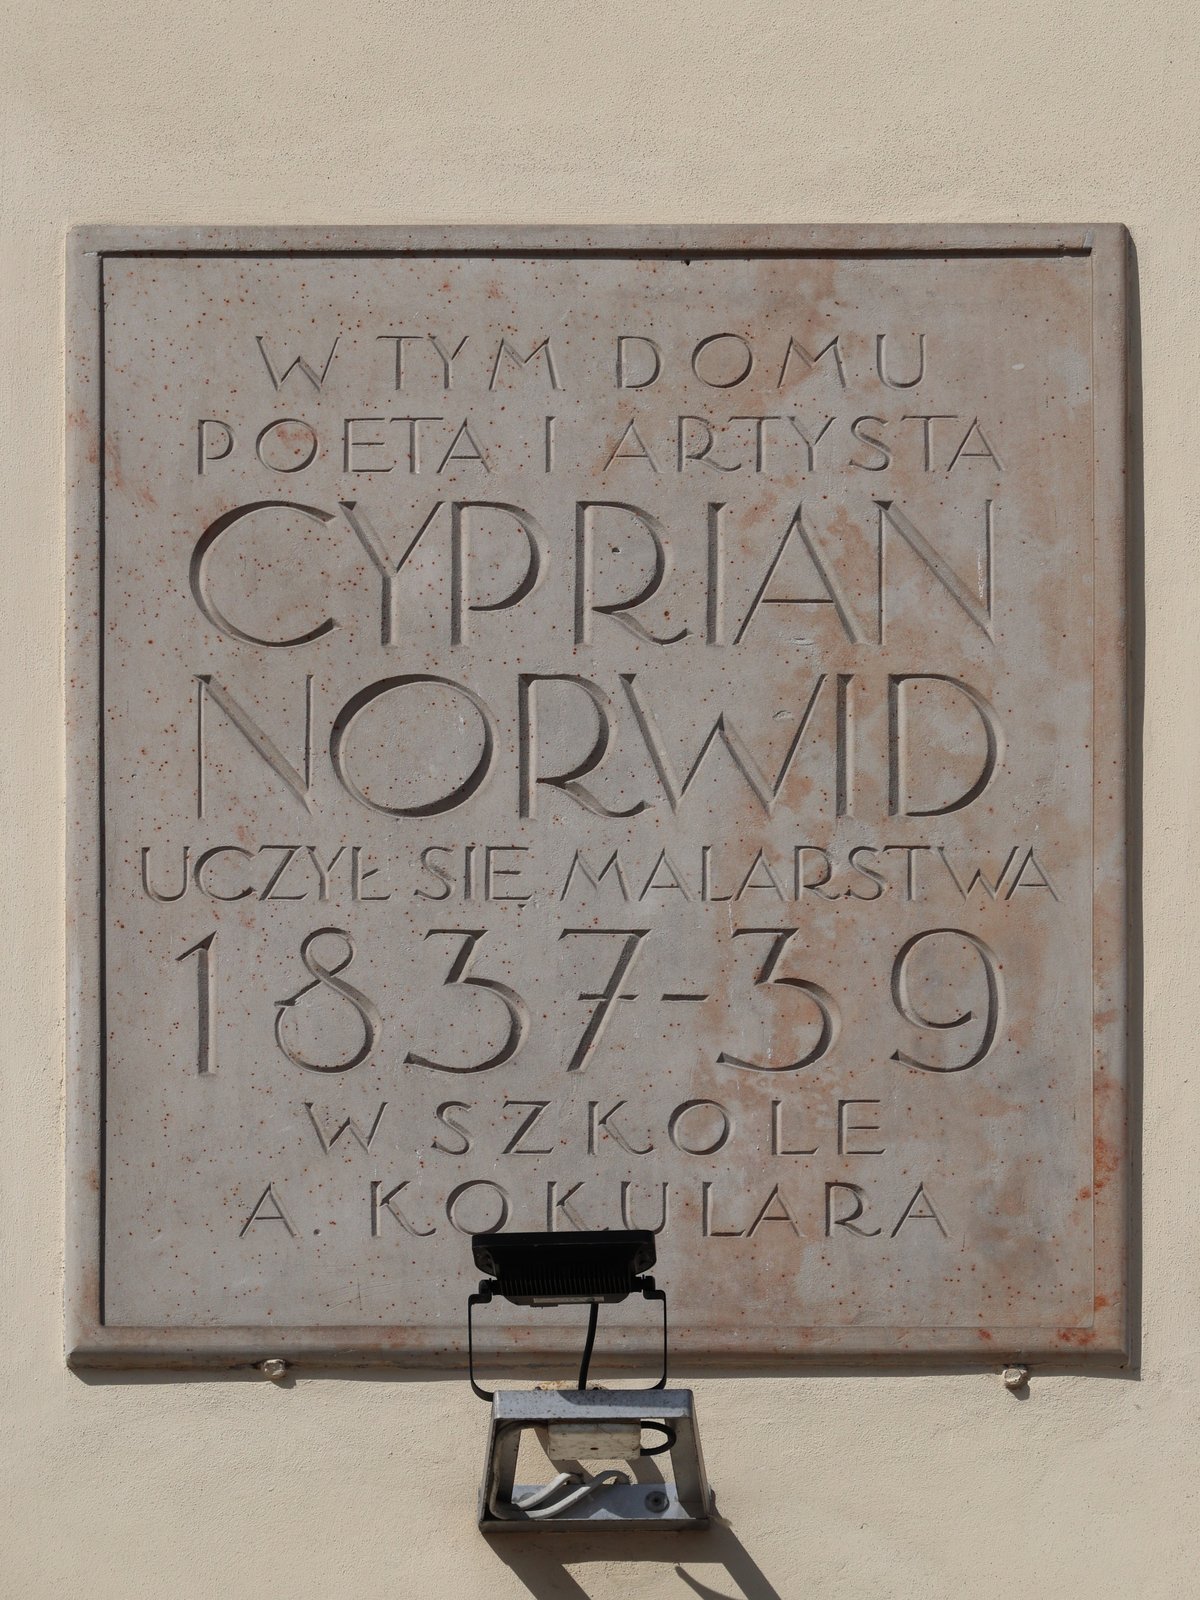 W TYM DOMU
POETA I ARTYSTA
CYPRIAN
NORWID
UCZYŁ SIĘ MALARSTWA
1837-39
W SZKOLE
A. KOKULARA